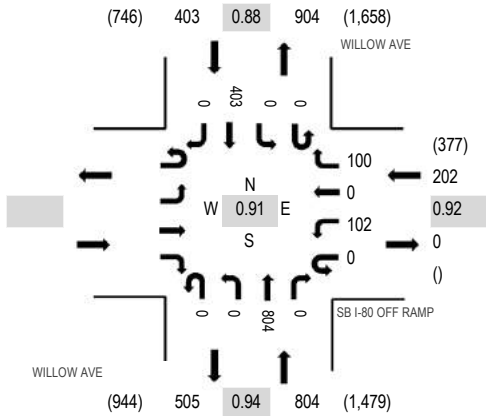 (746) 403 0.88 904 (1,658)
WILLOW AVE
0 403 0 0
(377)
100
202
N
0
W 0.91 E
0.92
102
0
S
0
()
0 0 804 0
SB I-80 OFF RAMP
WILLOW AVE
(944) 505 0.94 804 (1,479)